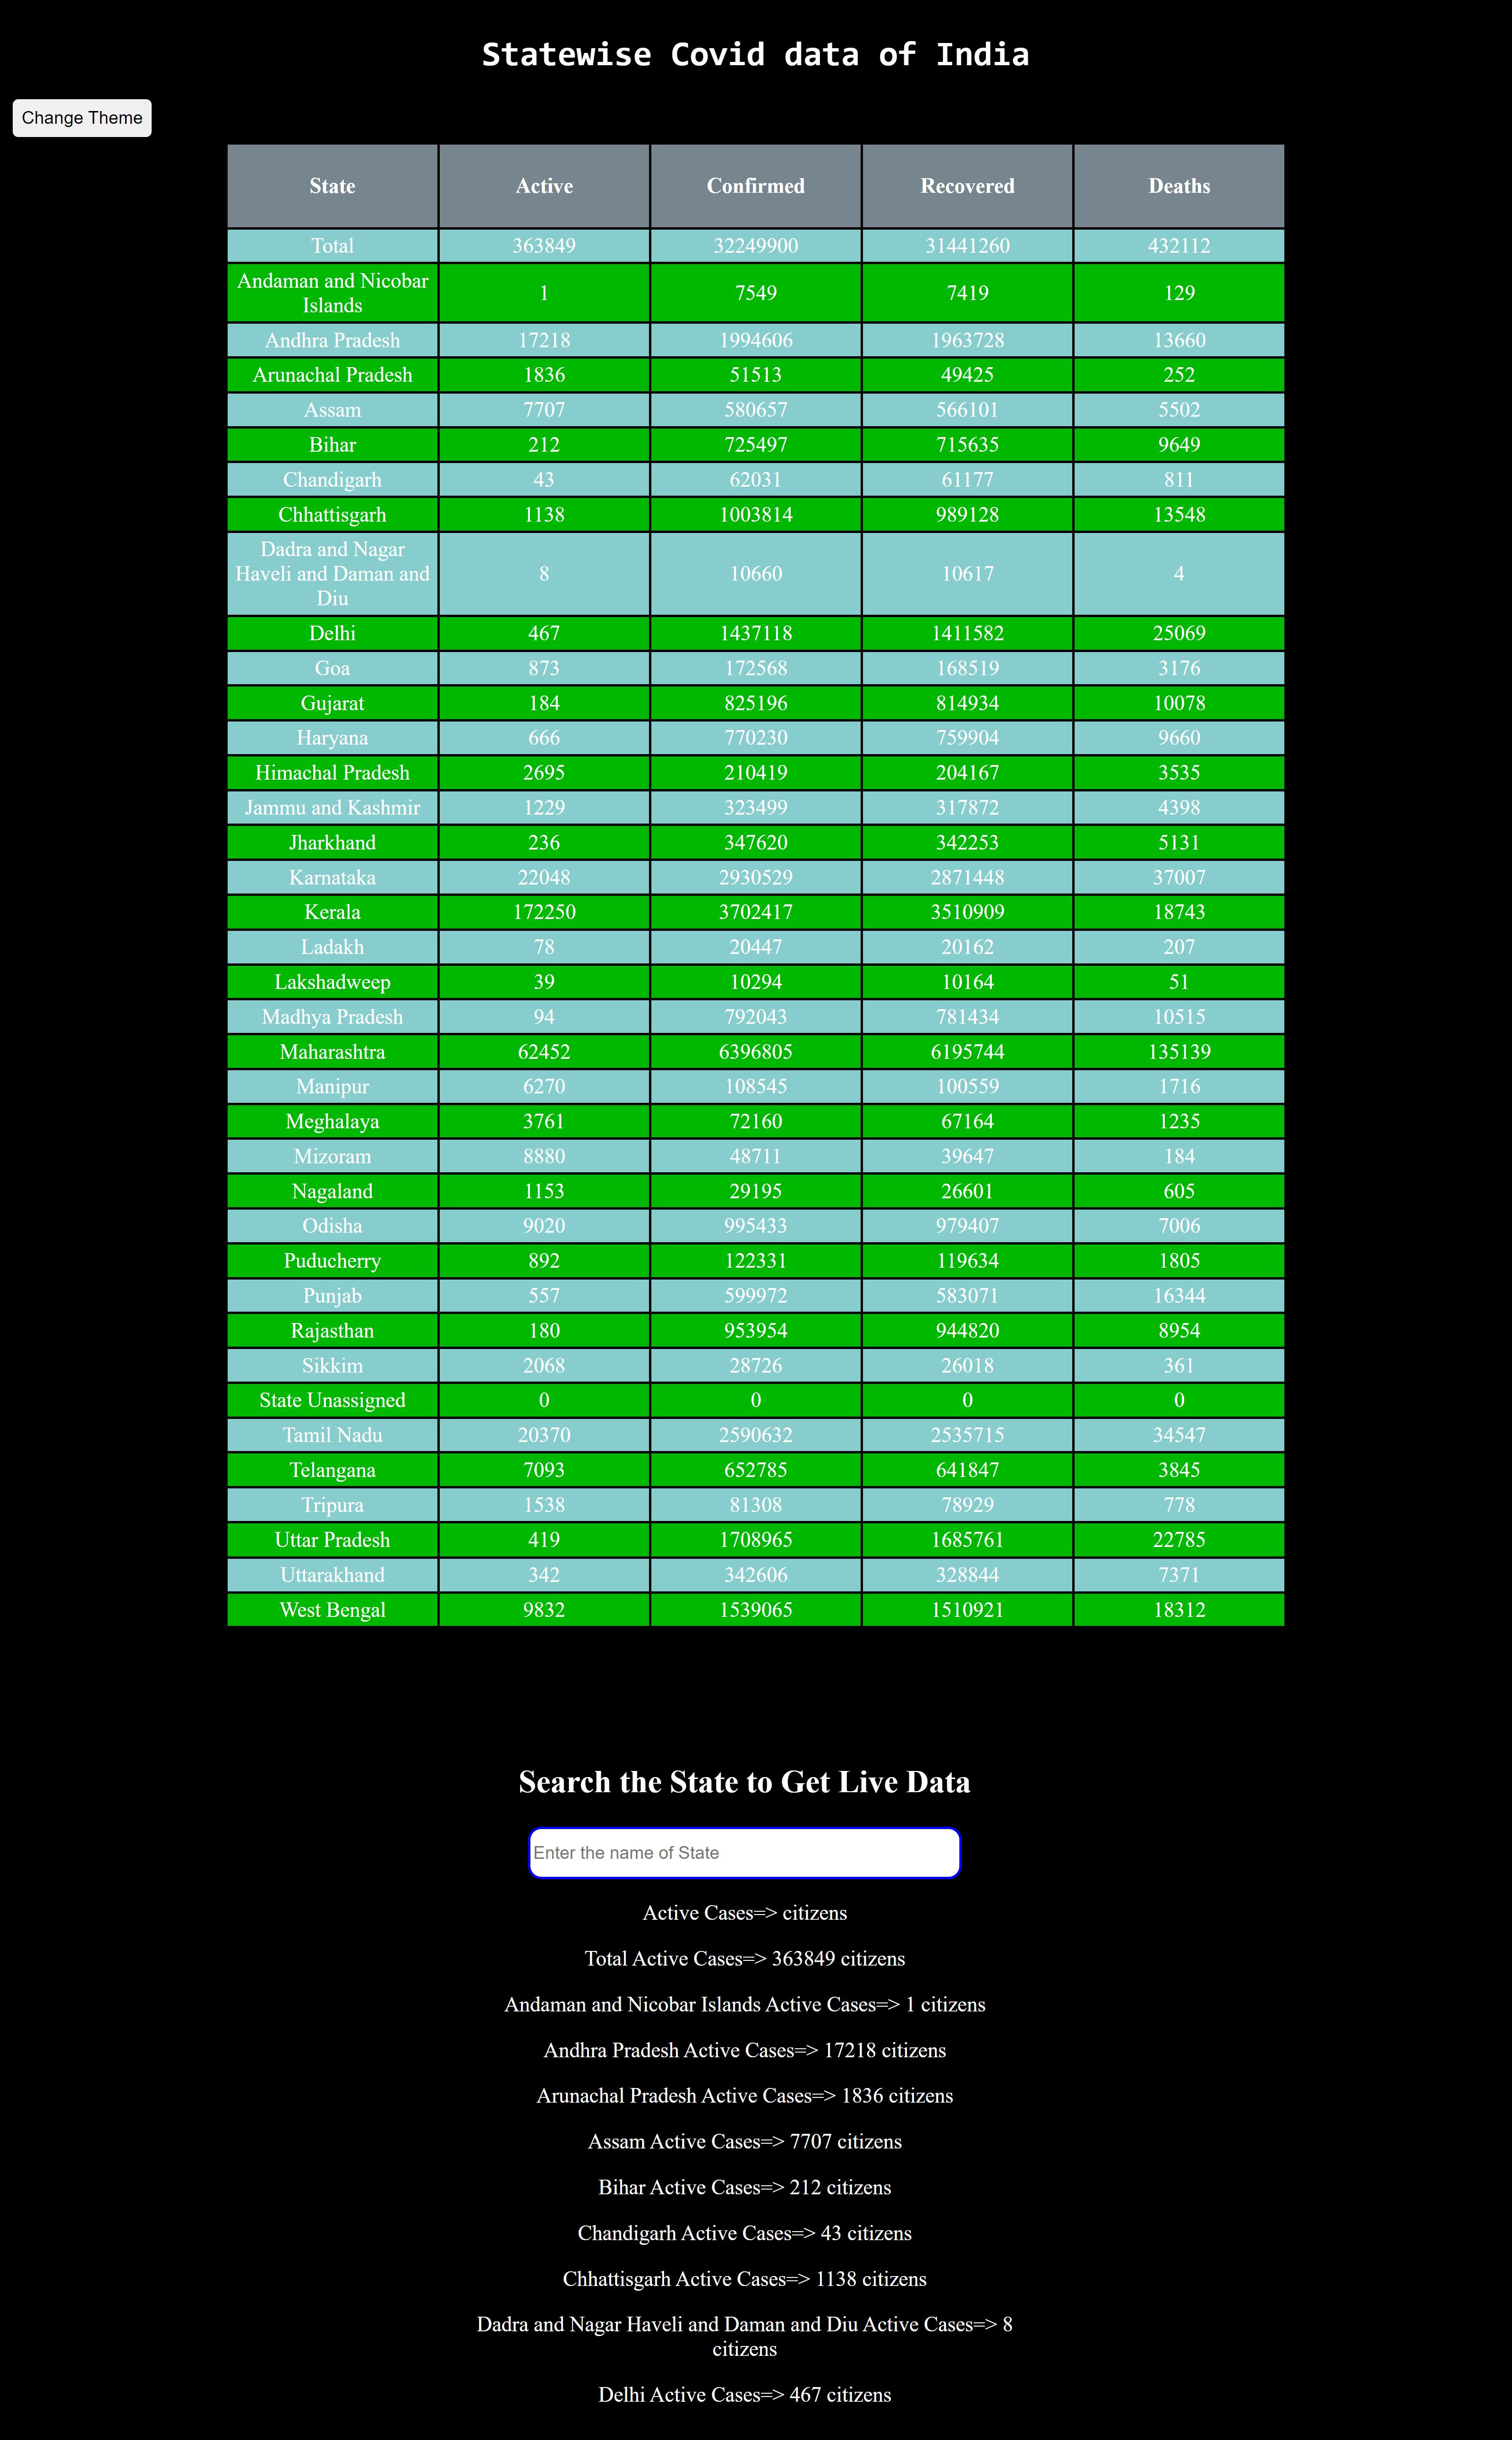 Statewise Covid data of India
Change Theme
State Active Confirmed Recovered Deaths
Total 363849 32249900 31441260 432112
Andaman and Nicobar
Islands 1 7549 7419 129
Andhra Pradesh 17218 1994606 1963728 13660
Arunachal Pradesh 1836 51513 49425 252
Assam 7707 580657 566101 5502
Bihar 212 725497 715635 9649
Chandigarh 43 62031 61177 811
Chhattisgarh 1138 1003814 989128 13548
Dadra and Nagar
Haveli and Daman and 8 10660 10617 4
Diu
Delhi 467 1437118 1411582 25069
Goa 873 172568 168519 3176
Gujarat 184 825196 814934 10078
Haryana 666 770230 759904 9660
Himachal Pradesh 2695 210419 204167 3535
Jammu and Kashmir 1229 323499 317872 4398
Jharkhand 236 347620 342253 5131
Karnataka 22048 2930529 2871448 37007
Kerala 172250 3702417 3510909 18743
Ladakh 78 20447 20162 207
Lakshadweep 39 10294 10164 51
Madhya Pradesh 94 792043 781434 10515
Maharashtra 62452 6396805 6195744 135139
Manipur 6270 108545 100559 1716
Meghalaya 3761 72160 67164 1235
Mizoram 8880 48711 39647 184
Nagaland 1153 29195 26601 605
Odisha 9020 995433 979407 7006
Puducherry 892 122331 119634 1805
Punjab 557 599972 583071 16344
Rajasthan 180 953954 944820 8954
Sikkim 2068 28726 26018 361
State Unassigned 0 0 0 0
Tamil Nadu 20370 2590632 2535715 34547
Telangana 7093 652785 641847 3845
Tripura 1538 81308 78929 778
Uttar Pradesh 419 1708965 1685761 22785
Uttarakhand 342 342606 328844 7371
West Bengal 9832 1539065 1510921 18312
Search the State to Get Live Data
Enter the name of State
Active Cases=> citizens
Total Active Cases=> 363849 citizens
Andaman and Nicobar Islands Active Cases=> 1 citizens
Andhra Pradesh Active Cases=> 17218 citizens
Arunachal Pradesh Active Cases=> 1836 citizens
Assam Active Cases=> 7707 citizens
Bihar Active Cases=> 212 citizens
Chandigarh Active Cases=> 43 citizens
Chhattisgarh Active Cases=> 1138 citizens
Dadra and Nagar Haveli and Daman and Diu Active Cases=> 8
citizens
Delhi Active Cases=> 467 citizens